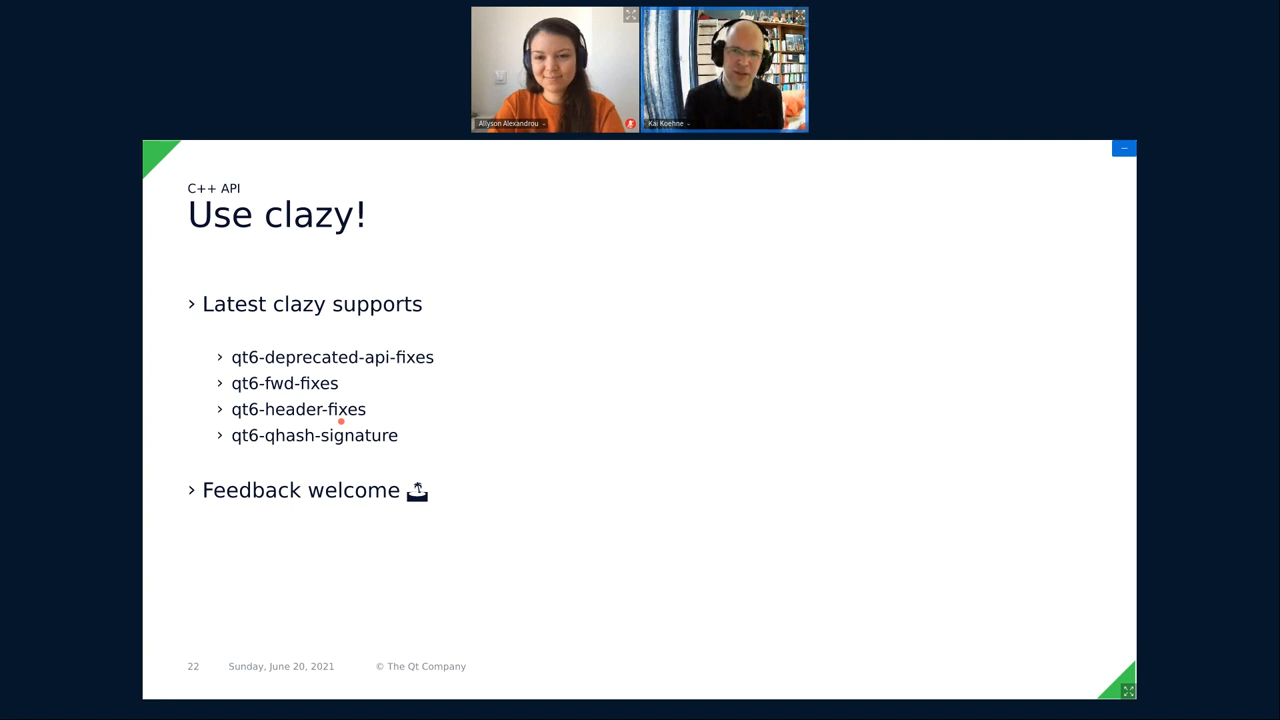 Allyson Alexandrou
Kai Koehne
C++ API
Use clazy!
› Latest clazy supports
› qt6-deprecated-api-fixes
› qt6-fwd-fixes
› qt6-header-fixes
› qt6-qhash-signature
› Feedback welcome 🏝
22 Sunday, June 20, 2021 © The Qt Company